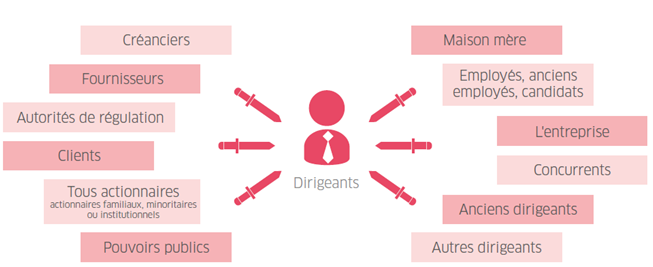 Créanciers
Fournisseurs
Autorités de régulation
Clients
Tous actionnaires
actionnaires familiaux, minoritaires
ou institutionnels
Pouvoirs publics
Dirigeants
Maison mère
Employés, anciens
employés, candidats
L'entreprise
Concurrents
Anciens dirigeants
Autres dirigeants